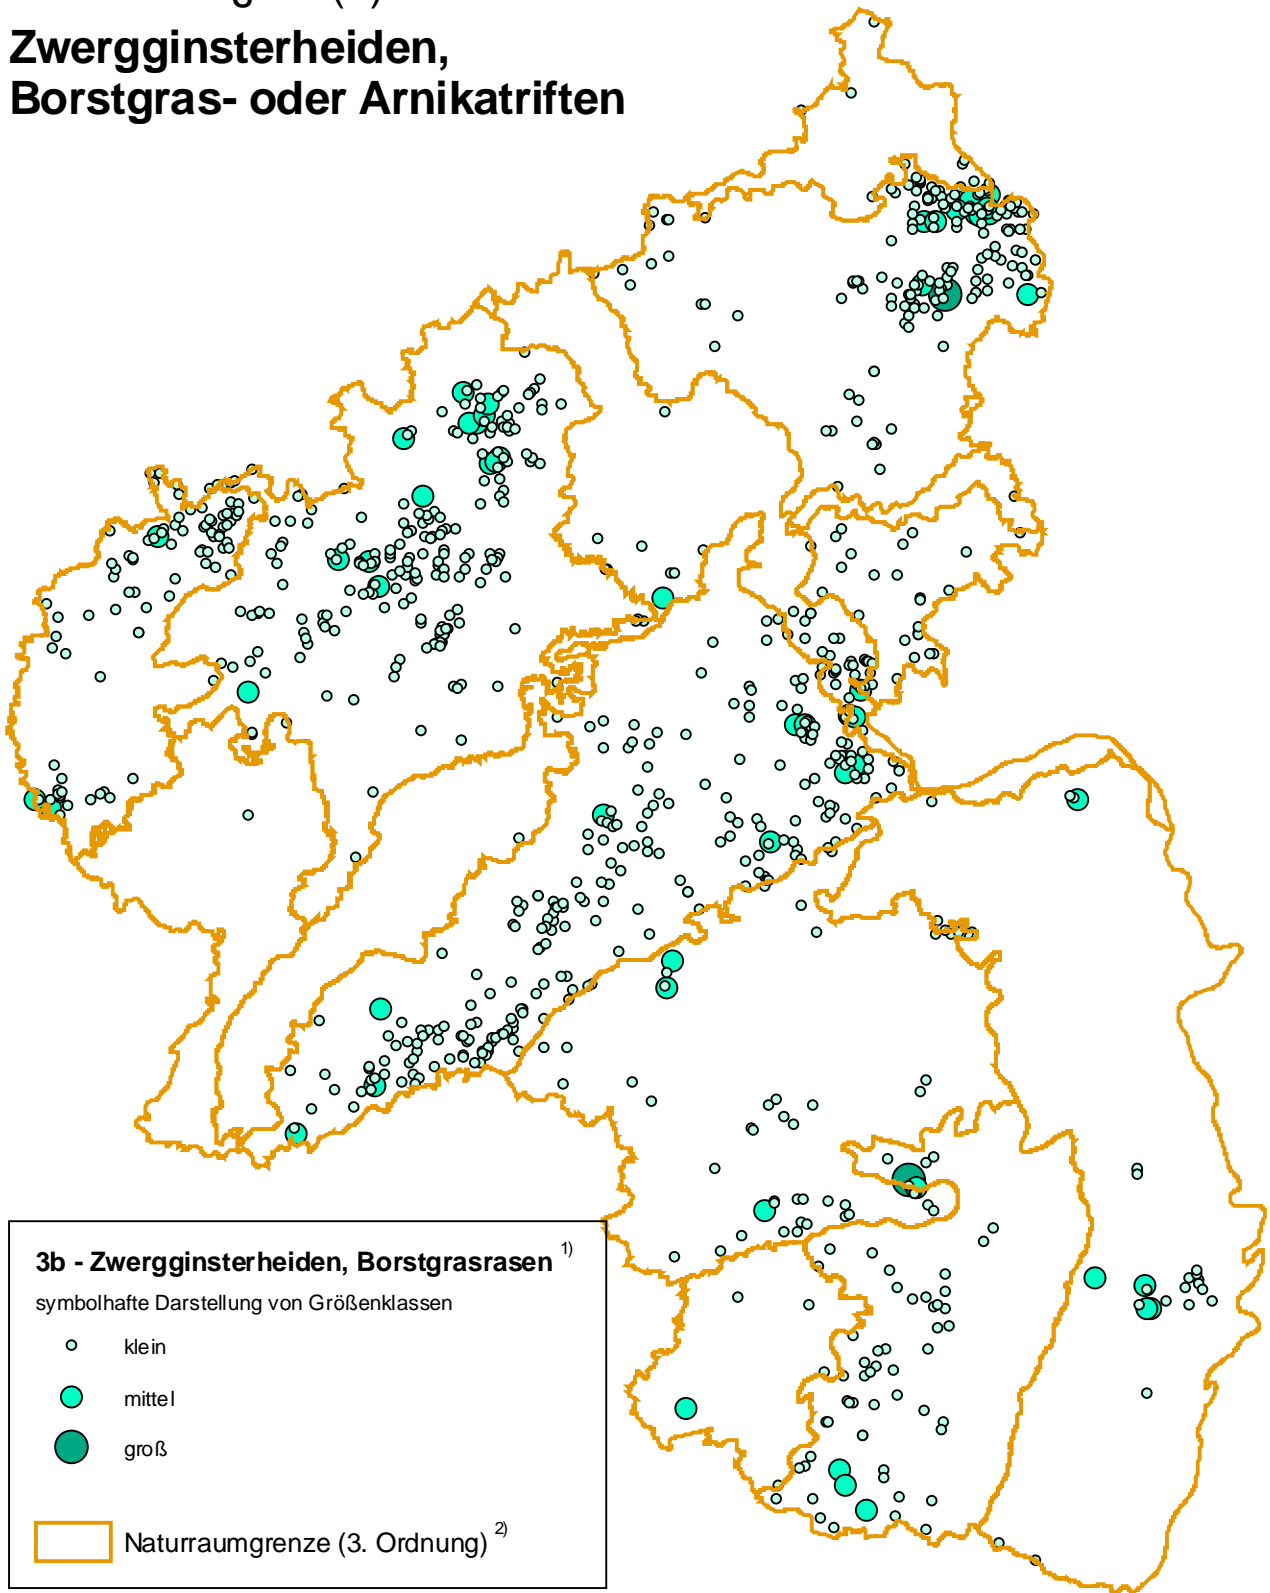 Zwergginsterheiden,
Borstgras- oder Arnikatriften
3b - Zwergginsterheiden, Borstgrasrasen 1)
symbolhafte Darstellung von Größenklassen
klein
mittel
groß
Naturraumgrenze (3. Ordnung) 2)